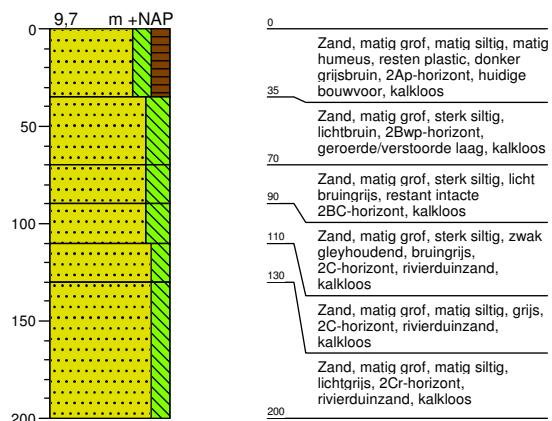 9,7 m +NAP
0
50
100
150
200
0
Zand, matig grof, matig siltig, matig
humeus, resten plastic, donker
grijsbruin, 2Ap-horizont, huidige
bouwvoor, kalkloos
35
Zand, matig grof, sterk siltig,
lichtbruin, 2Bwp-horizont,
geroerde/verstoorde laag, kalkloos
70
Zand, matig grof, sterk siltig, licht
bruingrijs, restant intacte
2BC-horizont, kalkloos
90
Zand, matig grof, sterk siltig, zwak
gleyhoudend, bruingrijs,
2C-horizont, rivierduinzand,
kalkloos
110
Zand, matig grof, matig siltig, grijs,
2C-horizont, rivierduinzand,
kalkloos
130
Zand, matig grof, matig siltig,
lichtgrijs, 2Cr-horizont,
rivierduinzand, kalkloos
200